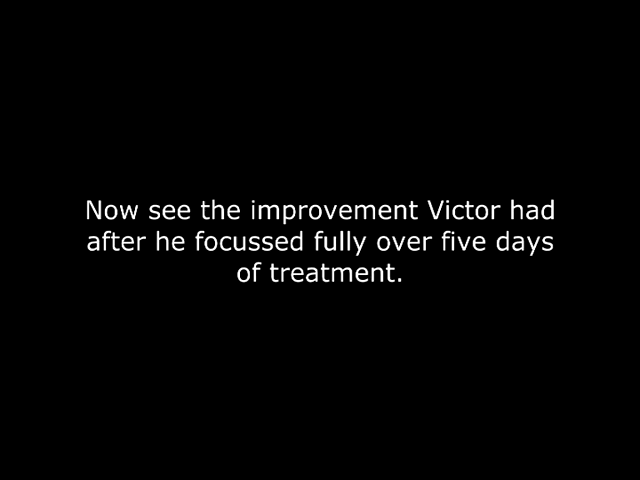 Now see the improvement Victor had
after he focussed fully over five days
of treatment.